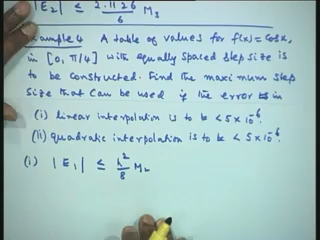 |E₂| ≤ 2.1126/6 M₃
Example 4 A table of values for f(x) = cosx,
in [0, π/4] with equally spaced step size is
to be constructed. Find the maximum step
size that can be used if the error is in
(i) linear interpolation is to be < 5×10⁻⁶.
(ii) quadratic interpolation is to be < 5×10⁻⁶.
(i) |E₁| ≤ h²/8 M₂